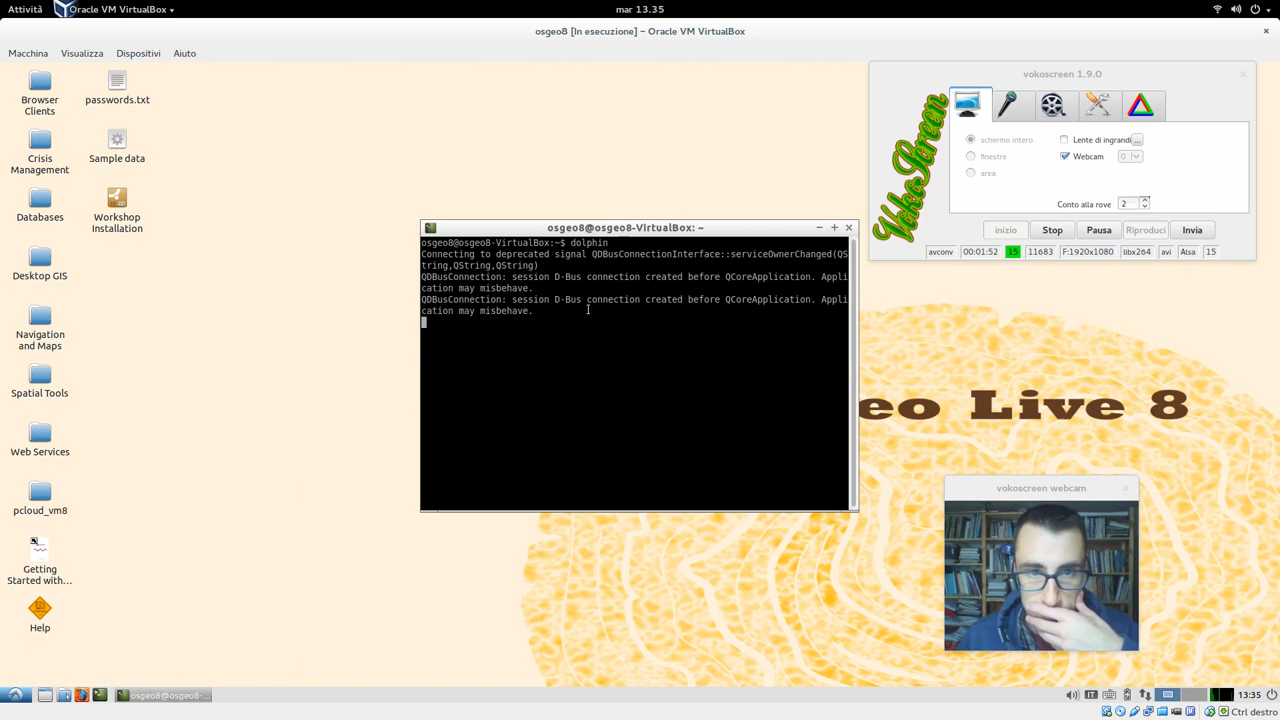 Attività
Oracle VM VirtualBox
mar 13.35
osgeo8 [In esecuzione] – Oracle VM VirtualBox
Macchina
Visualizza
Dispositivi
Aiuto
Browser
Clients
passwords.txt
Crisis
Management
Sample data
Databases
Workshop
Installation
Desktop GIS
Navigation
and Maps
Spatial Tools
Web Services
pcloud_vm8
Getting
Started with...
Help
vokoscreen 1.9.0
VokoScreen
schermo intero
Lente di ingrandi
...
finestre
Webcam
0
area
Conto alla rove
2
inizio
Stop
Pausa
Riproduci
Invia
avconv
00:01:52
15
11683
F:1920x1080
libx264
avi
Alsa
15
osgeo8@osgeo8-VirtualBox: ~
osgeo8@osgeo8-VirtualBox:~$ dolphin
Connecting to deprecated signal QDBusConnectionInterface::serviceOwnerChanged(QS
tring,QString,QString)
QDBusConnection: session D-Bus connection created before QCoreApplication. Appli
cation may misbehave.
QDBusConnection: session D-Bus connection created before QCoreApplication. Appli
cation may misbehave.
eo Live 8
vokoscreen webcam
osgeo8@osgeo8-...
IT
13:35
Ctrl destro